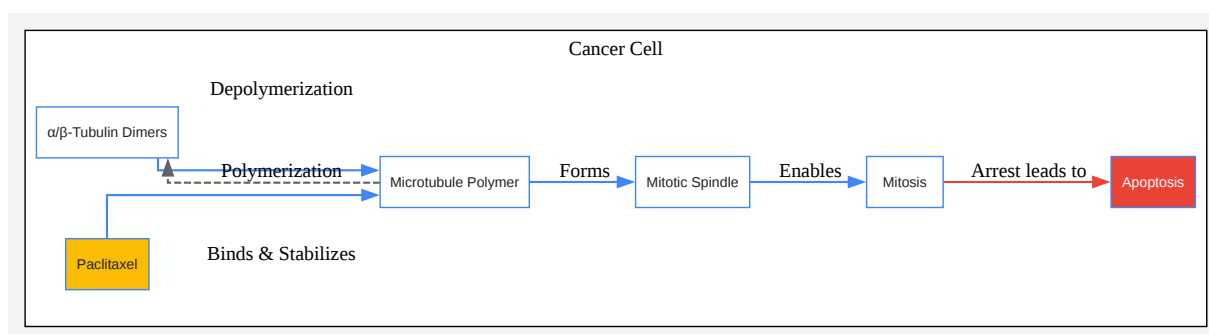 Cancer Cell
Depolymerization
α/β-Tubulin Dimers
Polymerization
Microtubule Polymer
Forms
Mitotic Spindle
Enables
Mitosis
Arrest leads to
Apoptosis
Binds & Stabilizes
Paclitaxel